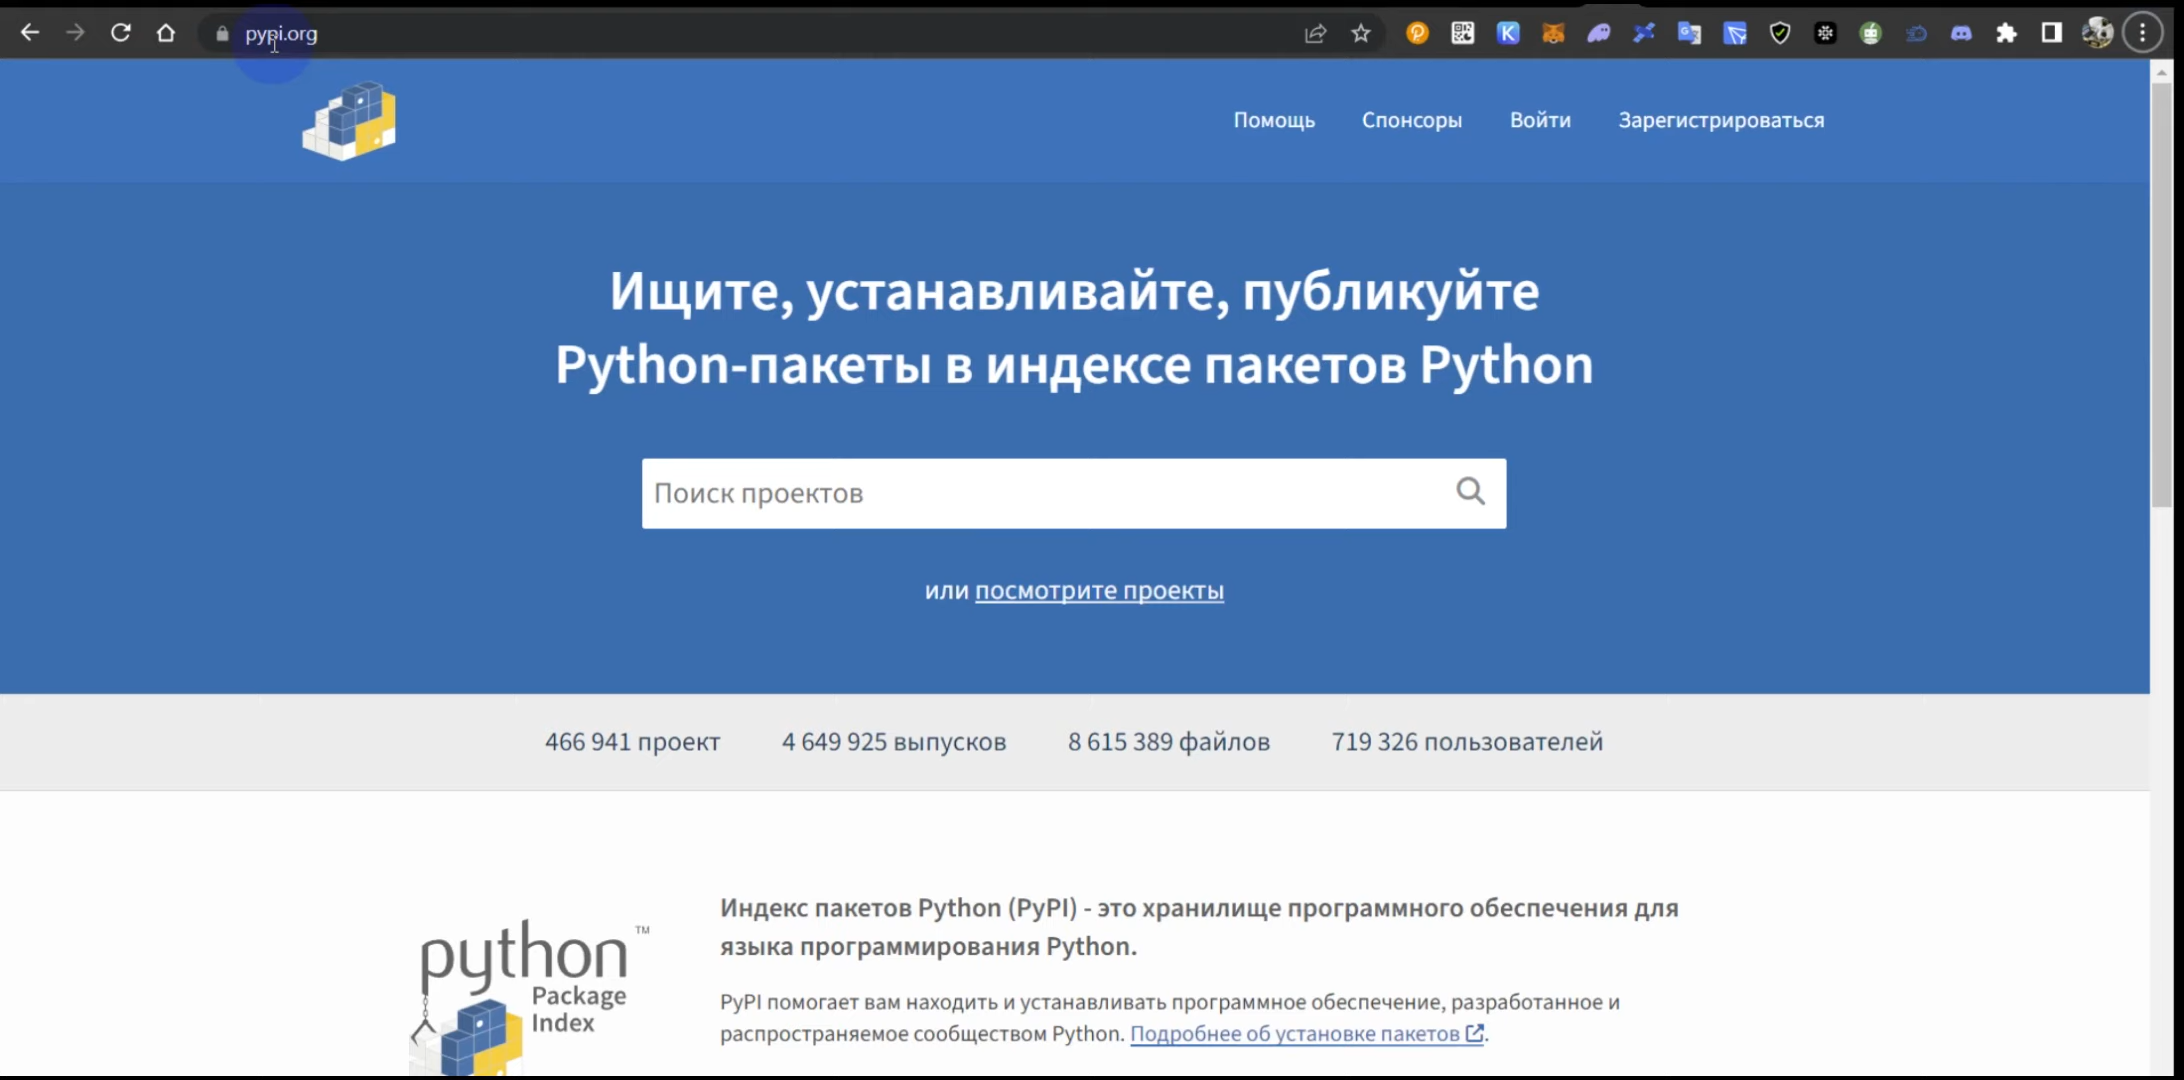 pypi.org
Помощь Спонсоры Войти Зарегистрироваться
Ищите, устанавливайте, публикуйте
Python-пакеты в индексе пакетов Python
Поиск проектов
или посмотрите проекты
466 941 проект 4 649 925 выпусков 8 615 389 файлов 719 326 пользователей
python™
Package
Index
Индекс пакетов Python (PyPI) - это хранилище программного обеспечения для
языка программирования Python.
PyPI помогает вам находить и устанавливать программное обеспечение, разработанное и
распространяемое сообществом Python. Подробнее об установке пакетов.